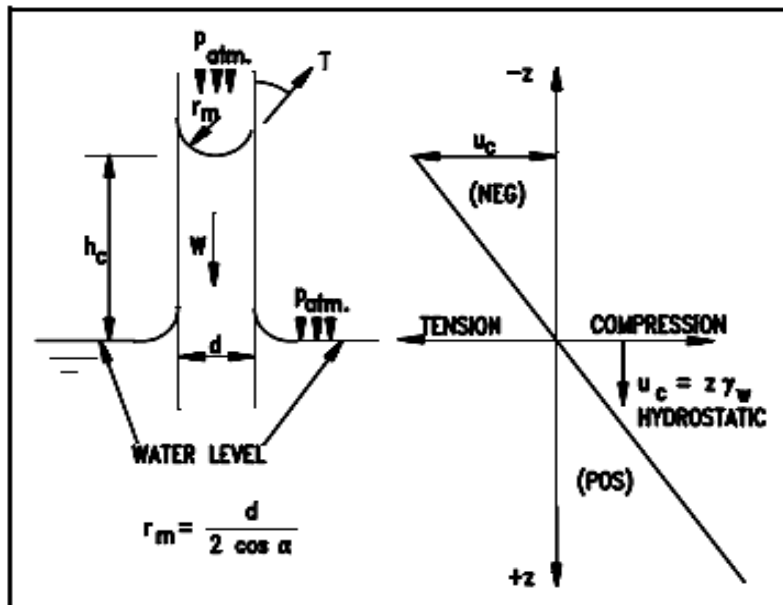 P atm.
T
r m
h c
W
P atm.
d
WATER LEVEL
r m = d / 2 cos α
−z
u c
(NEG)
TENSION
COMPRESSION
u c = z γ w
HYDROSTATIC
(POS)
+z